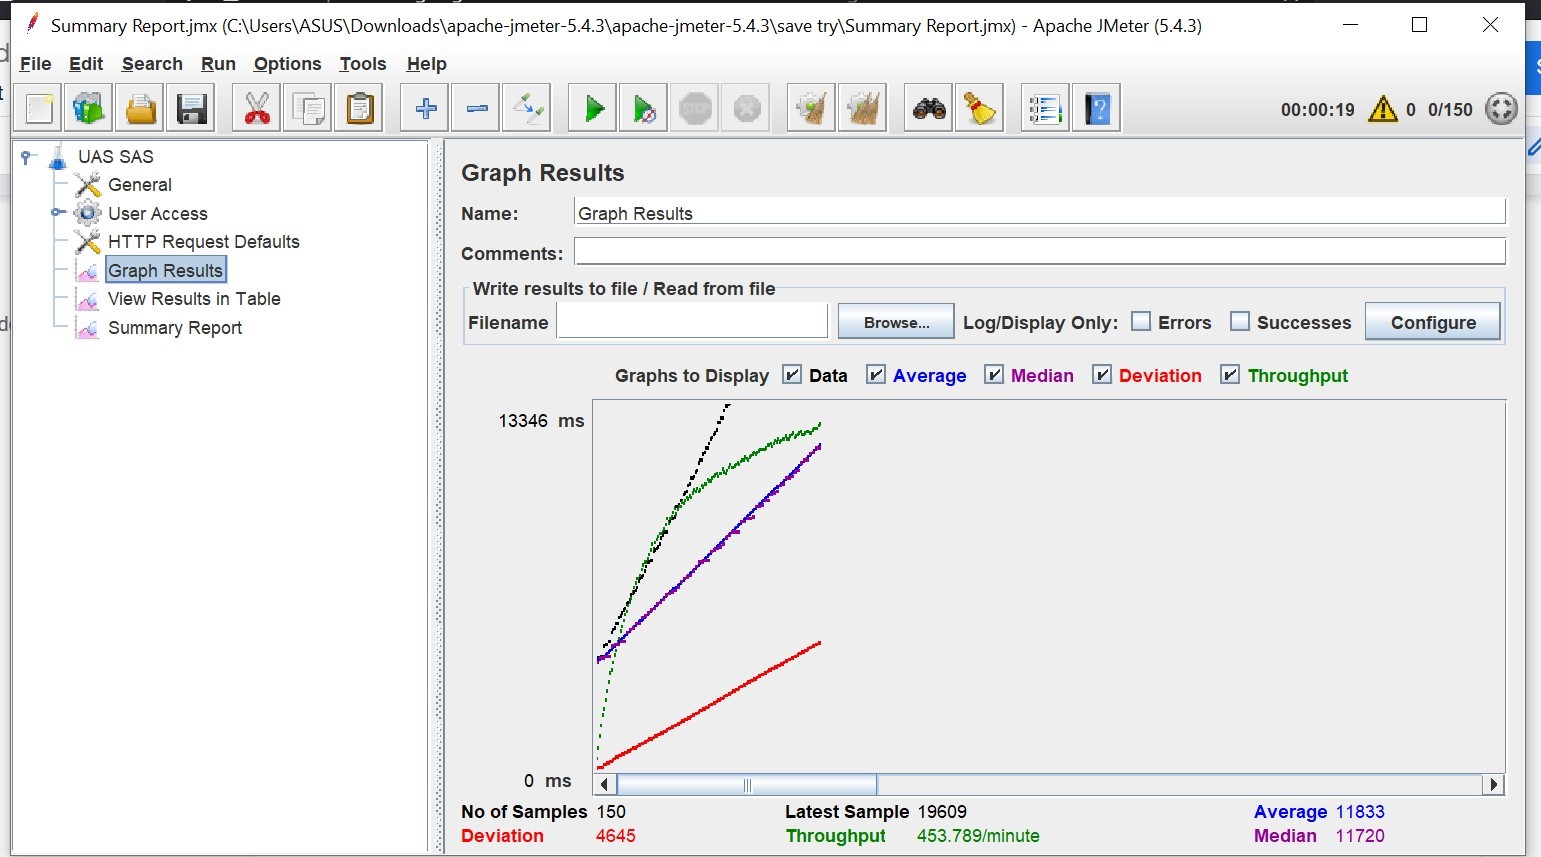 Summary Report.jmx (C:\Users\ASUS\Downloads\apache-jmeter-5.4.3\apache-jmeter-5.4.3\save try\Summary Report.jmx) - Apache JMeter (5.4.3)
File Edit Search Run Options Tools Help
STOP
00:00:19 0 0/150
UAS SAS
General
User Access
HTTP Request Defaults
Graph Results
View Results in Table
Summary Report
Graph Results
Name: Graph Results
Comments:
Write results to file / Read from file
Filename Browse... Log/Display Only: Errors Successes Configure
Graphs to Display Data Average Median Deviation Throughput
13346 ms
0 ms
No of Samples 150 Latest Sample 19609 Average 11833
Deviation 4645 Throughput 453.789/minute Median 11720